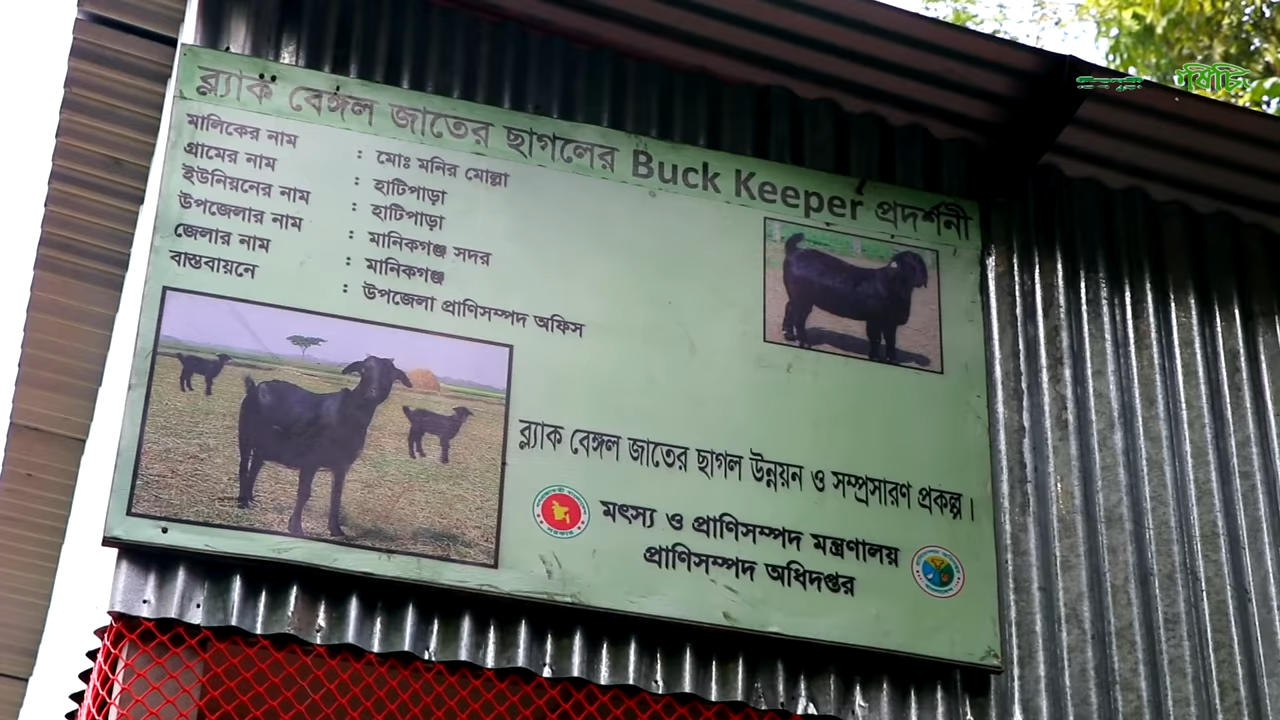 ব্ল্যাক বেঙ্গল জাতের ছাগলের Buck Keeper প্রদর্শনী
মালিকের নাম : মোঃ মনির মোল্লা
গ্রামের নাম : হাটিপাড়া
ইউনিয়নের নাম : হাটিপাড়া
উপজেলার নাম : মানিকগঞ্জ সদর
জেলার নাম : মানিকগঞ্জ
বাস্তবায়নে : উপজেলা প্রাণিসম্পদ অফিস
ব্ল্যাক বেঙ্গল জাতের ছাগল উন্নয়ন ও সম্প্রসারণ প্রকল্প।
মৎস্য ও প্রাণিসম্পদ মন্ত্রণালয়
প্রাণিসম্পদ অধিদপ্তর